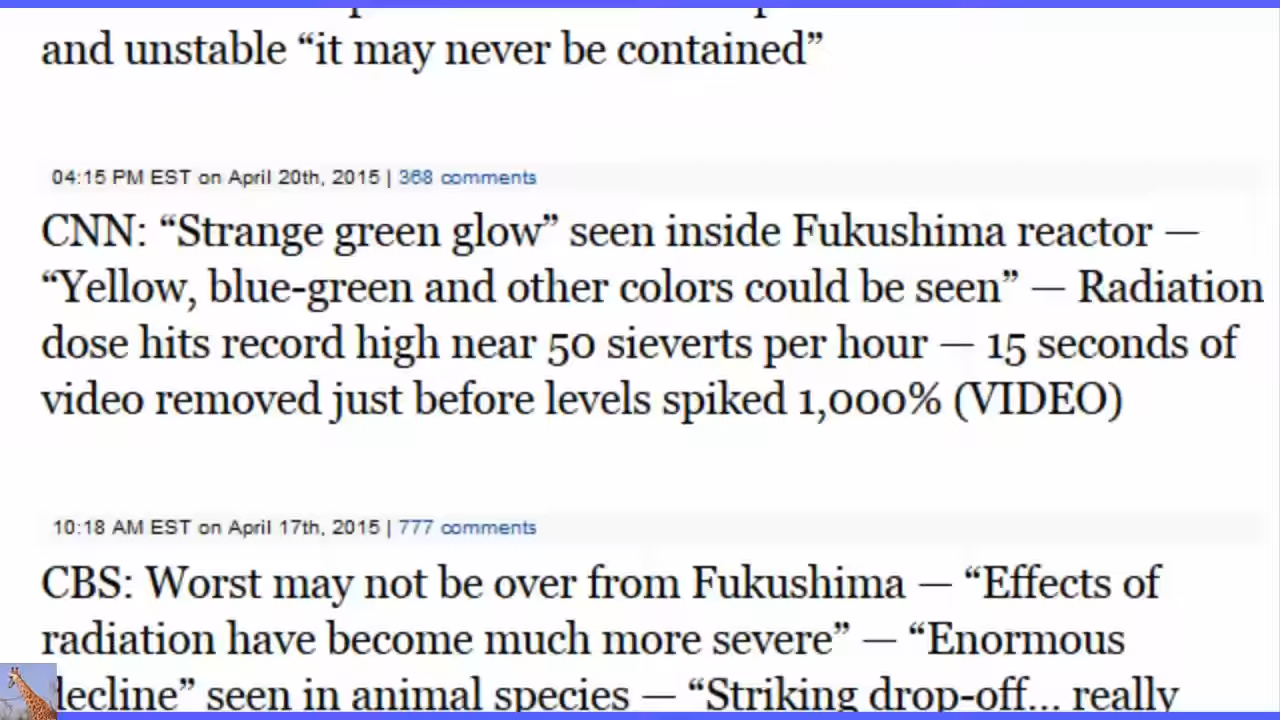 and unstable “it may never be contained”
04:15 PM EST on April 20th, 2015 | 368 comments
CNN: “Strange green glow” seen inside Fukushima reactor —
“Yellow, blue-green and other colors could be seen” — Radiation
dose hits record high near 50 sieverts per hour — 15 seconds of
video removed just before levels spiked 1,000% (VIDEO)
10:18 AM EST on April 17th, 2015 | 777 comments
CBS: Worst may not be over from Fukushima — “Effects of
radiation have become much more severe” — “Enormous
decline” seen in animal species — “Striking drop-off… really